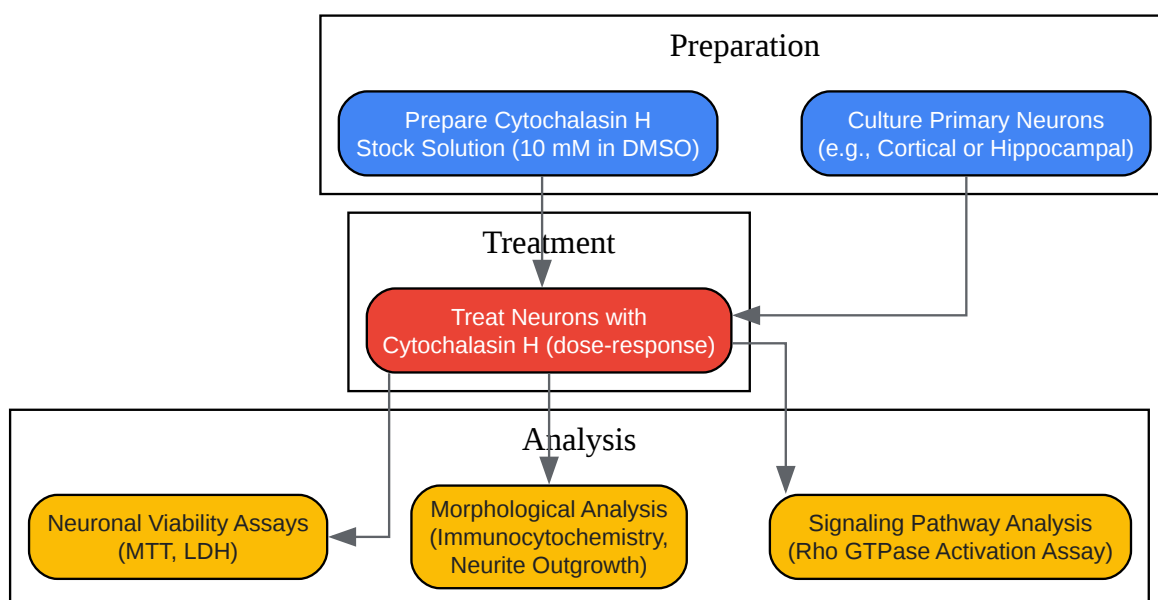 Preparation
Prepare Cytochalasin H
Stock Solution (10 mM in DMSO)
Culture Primary Neurons
(e.g., Cortical or Hippocampal)
Treatment
Treat Neurons with
Cytochalasin H (dose-response)
Analysis
Neuronal Viability Assays
(MTT, LDH)
Morphological Analysis
(Immunocytochemistry,
Neurite Outgrowth)
Signaling Pathway Analysis
(Rho GTPase Activation Assay)